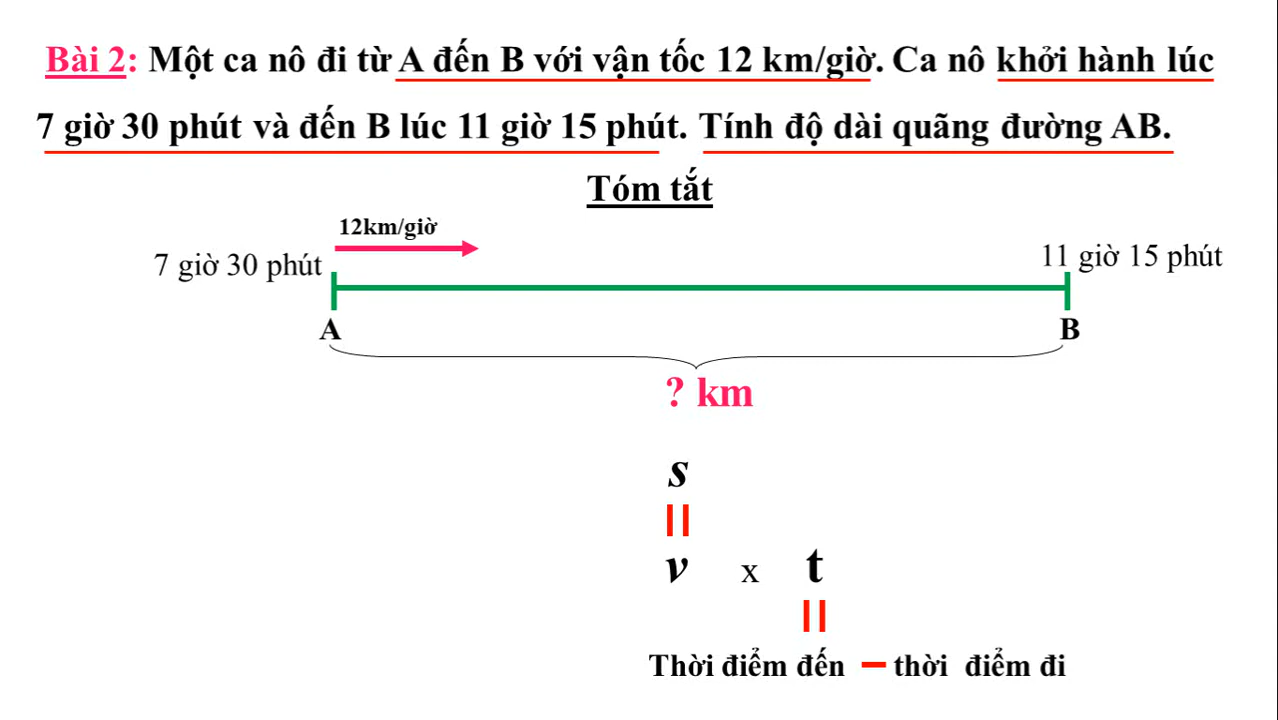 Bài 2: Một ca nô đi từ A đến B với vận tốc 12 km/giờ. Ca nô khởi hành lúc
7 giờ 30 phút và đến B lúc 11 giờ 15 phút. Tính độ dài quãng đường AB.
Tóm tắt
12km/giờ
7 giờ 30 phút
11 giờ 15 phút
A
B
? km
s
=
v x t
=
Thời điểm đến – thời điểm đi